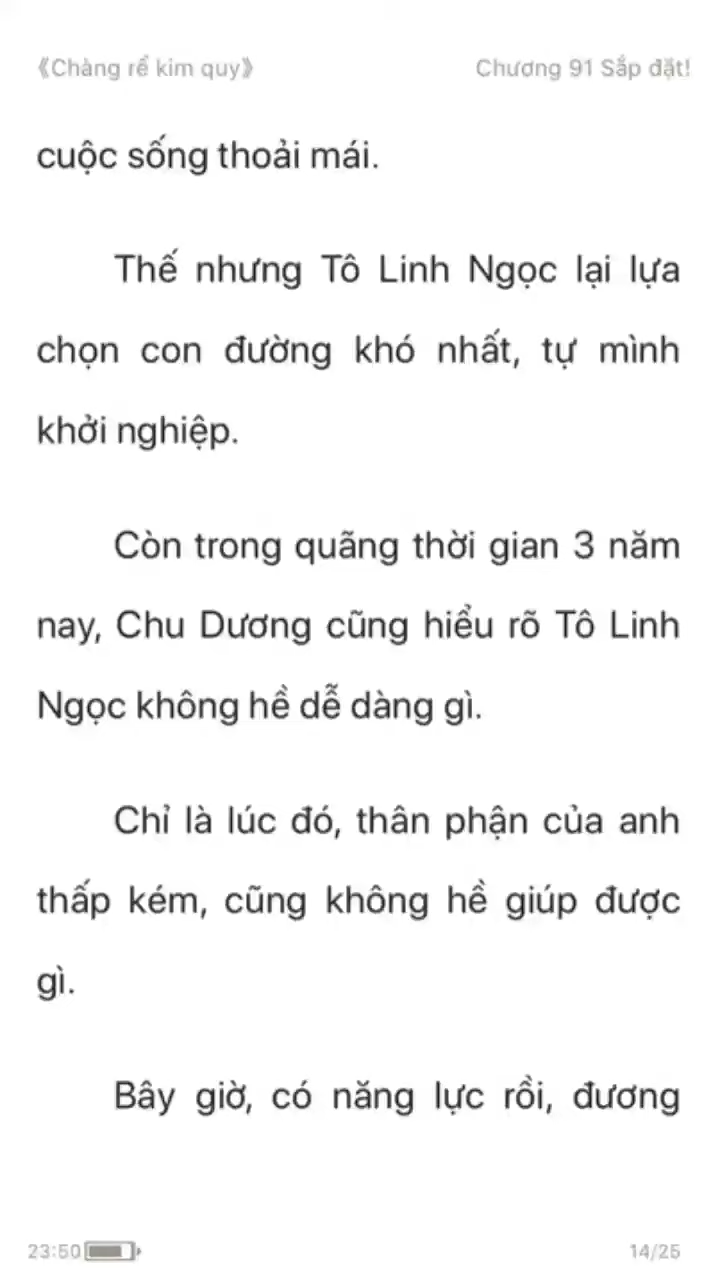 《Chàng rể kim quy》
Chương 91 Sắp đặt!
cuộc sống thoải mái.
Thế nhưng Tô Linh Ngọc lại lựa
chọn con đường khó nhất, tự mình
khởi nghiệp.
Còn trong quãng thời gian 3 năm
nay, Chu Dương cũng hiểu rõ Tô Linh
Ngọc không hề dễ dàng gì.
Chỉ là lúc đó, thân phận của anh
thấp kém, cũng không hề giúp được
gì.
Bây giờ, có năng lực rồi, đương
23:50
14/25